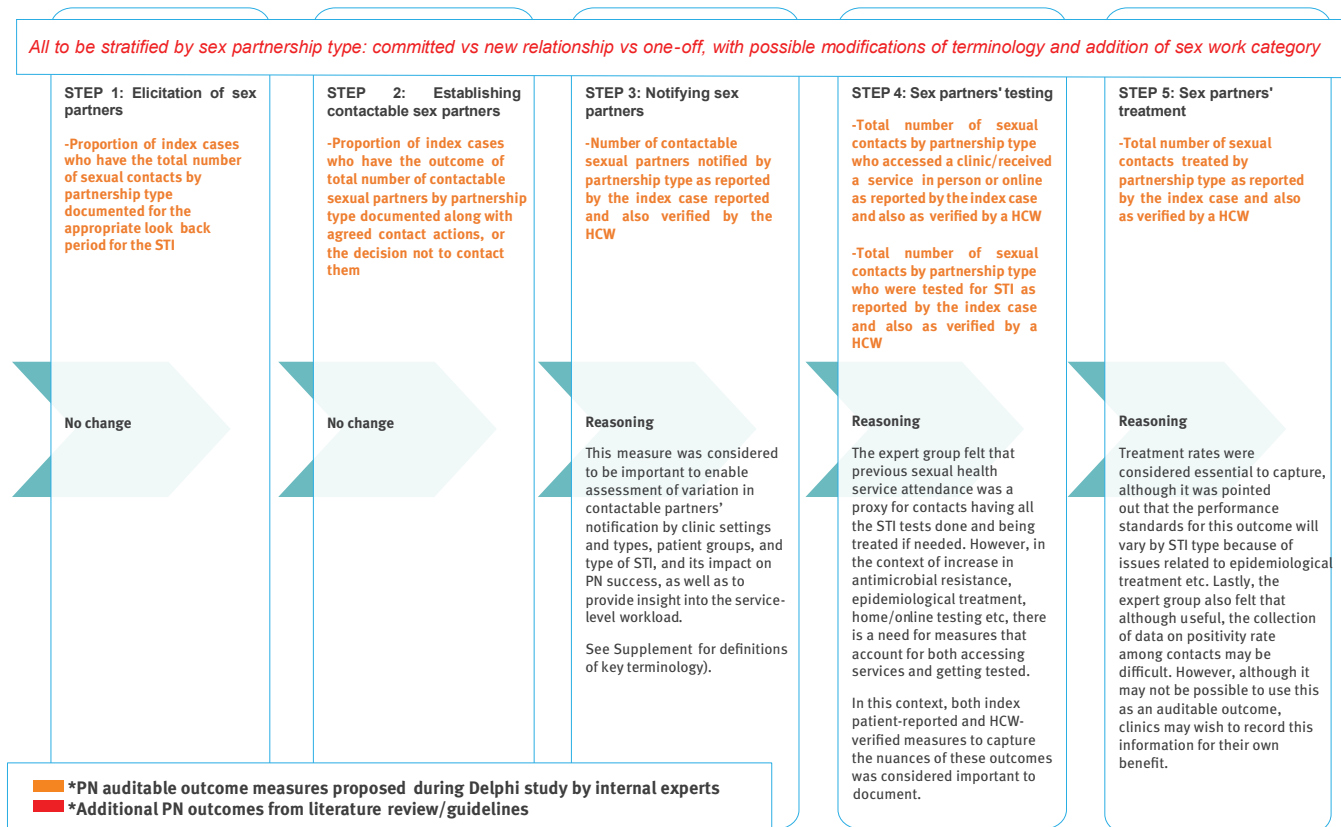 All to be stratified by sex partnership type: committed vs new relationship vs one-off, with possible modifications of terminology and addition of sex work category
STEP 1: Elicitation of sex
partners
-Proportion of index cases
who have the total number
of sexual contacts by
partnership type
documented for the
appropriate look back
period for the STI
No change
STEP 2: Establishing
contactable sex partners
-Proportion of index cases
who have the outcome of
total number of contactable
sexual partners by partnership
type documented along with
agreed contact actions, or
the decision not to contact
them
No change
STEP 3: Notifying sex
partners
-Number of contactable
sexual partners notified by
partnership type as reported
by the index case reported
and also verified by the
HCW
Reasoning
This measure was considered
to be important to enable
assessment of variation in
contactable partners'
notification by clinic settings
and types, patient groups, and
type of STI, and its impact on
PN success, as well as to
provide insight into the service-
level workload.
See Supplement for definitions
of key terminology).
STEP 4: Sex partners' testing
-Total number of sexual
contacts by partnership type
who accessed a clinic/received
a service in person or online
as reported by the index case
and also as verified by a HCW
-Total number of sexual
contacts by partnership type
who were tested for STI as
reported by the index case
and also as verified by a
HCW
Reasoning
The expert group felt that
previous sexual health
service attendance was a
proxy for contacts having all
the STI tests done and being
treated if needed. However, in
the context of increase in
antimicrobial resistance,
epidemiological treatment,
home/online testing etc, there
is a need for measures that
account for both accessing
services and getting tested.
In this context, both index
patient-reported and HCW-
verified measures to capture
the nuances of these outcomes
was considered important to
document.
STEP 5: Sex partners'
treatment
-Total number of sexual
contacts treated by
partnership type as reported
by the index case and also
as verified by a HCW
Reasoning
Treatment rates were
considered essential to capture,
although it was pointed
out that the performance
standards for this outcome will
vary by STI type because of
issues related to epidemiological
treatment etc. Lastly, the
expert group also felt that
although useful, the collection
of data on positivity rate
among contacts may be
difficult. However, although it
may not be possible to use this
as an auditable outcome,
clinics may wish to record this
information for their own
benefit.
*PN auditable outcome measures proposed during Delphi study by internal experts
*Additional PN outcomes from literature review/guidelines